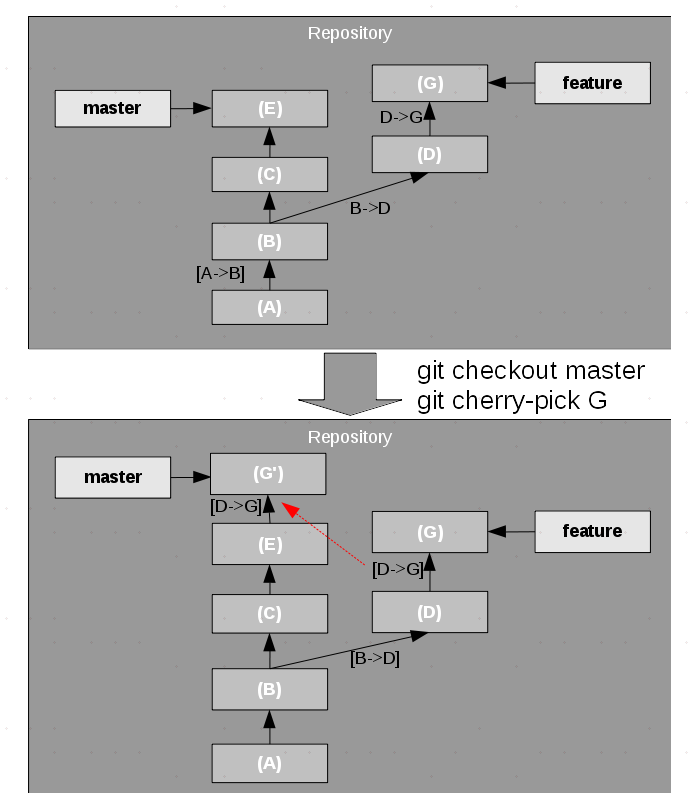 Repository
(G)
feature
master
(E)
D->G
(D)
(C)
B->D
(B)
[A->B]
(A)
git checkout master
git cherry-pick G
Repository
master
(G')
[D->G]
(G)
feature
(E)
[D->G]
(C)
(D)
[B->D]
(B)
(A)